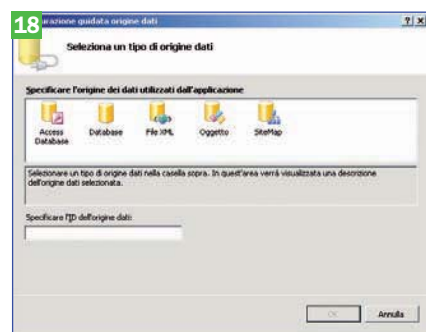 18
urazione guidata origine dati
Seleziona un tipo di origine dati
Specificare l'origine dei dati utilizzati dall'applicazione
Access Database
Database
File XML
Oggetto
SiteMap
Selezionare un tipo di origine dati nella casella sopra. In quest'area verrà visualizzata una descrizione
dell'origine dati selezionata.
Specificare l'ID dell'origine dati:
OK
Annulla